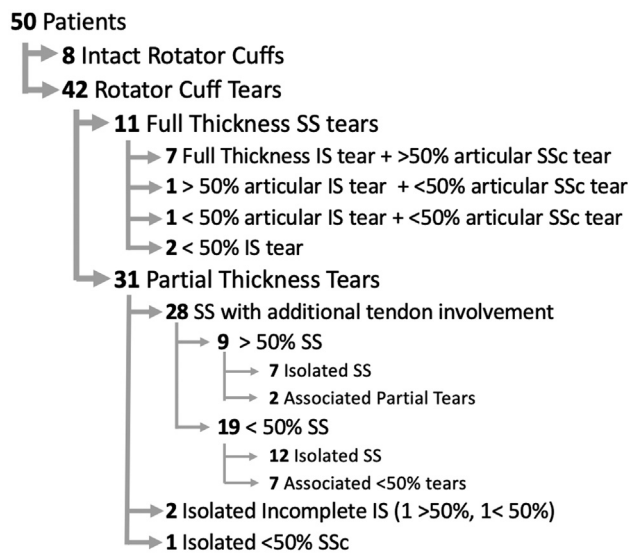 50 Patients
8 Intact Rotator Cuffs
42 Rotator Cuff Tears
11 Full Thickness SS tears
7 Full Thickness IS tear + >50% articular SSc tear
1 > 50% articular IS tear + <50% articular SSc tear
1 < 50% articular IS tear + <50% articular SSc tear
2 < 50% IS tear
31 Partial Thickness Tears
28 SS with additional tendon involvement
9 > 50% SS
7 Isolated SS
2 Associated Partial Tears
19 < 50% SS
12 Isolated SS
7 Associated <50% tears
2 Isolated Incomplete IS (1 >50%, 1< 50%)
1 Isolated <50% SSc